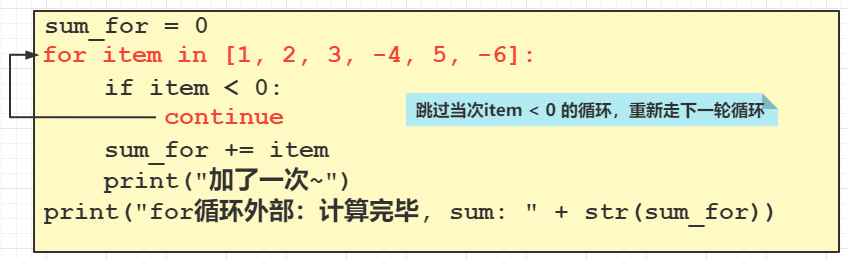 sum_for = 0
for item in [1, 2, 3, -4, 5, -6]:
    if item < 0:
        continue
跳过当次item < 0 的循环，重新走下一轮循环
    sum_for += item
    print("加了一次~")
print("for循环外部：计算完毕, sum: " + str(sum_for))